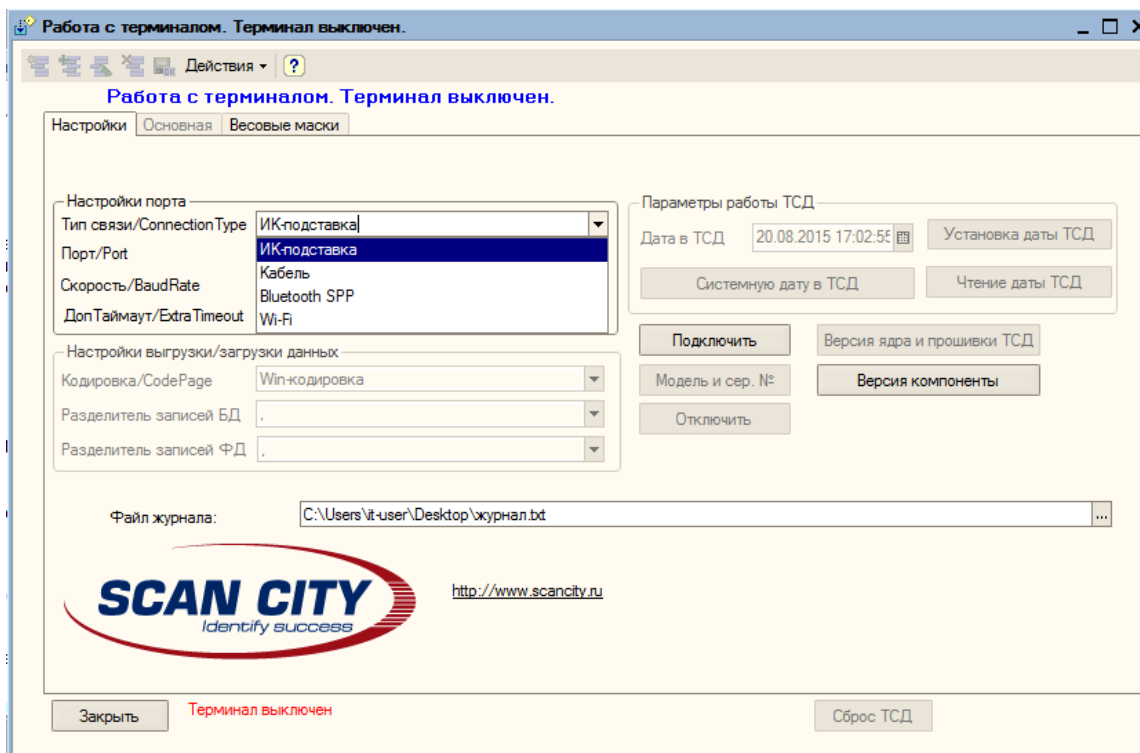 Работа с терминалом. Терминал выключен.
Действия
Работа с терминалом. Терминал выключен.
Настройки Основная Весовые маски
Настройки порта
Тип связи/ConnectionType ИК-подставка
ИК-подставка
Порт/Port
Кабель
Скорость/BaudRate
Bluetooth SPP
ДопТаймаут/ExtraTimeout
Wi-Fi
Параметры работы ТСД
Дата в ТСД 20.08.2015 17:02:55 Установка даты ТСД
Системную дату в ТСД Чтение даты ТСД
Подключить Версия ядра и прошивки ТСД
Модель и сер. № Версия компоненты
Отключить
Настройки выгрузки/загрузки данных
Кодировка/CodePage Win-кодировка
Разделитель записей БД ,
Разделитель записей ФД ,
Файл журнала: C:\Users\it-user\Desktop\журнал.txt ...
SCAN CITY
Identify success
http://www.scancity.ru
Закрыть Терминал выключен Сброс ТСД